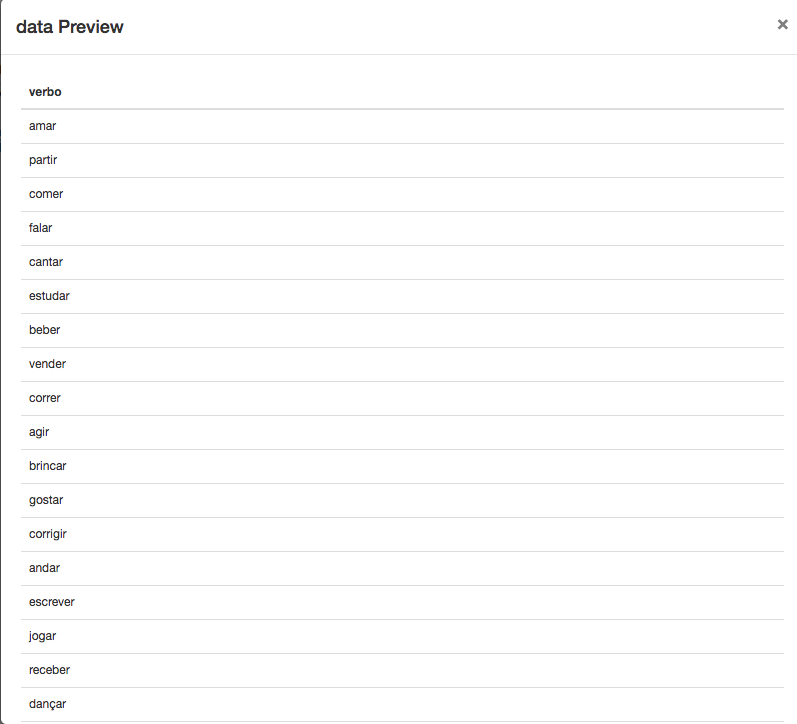 data Preview
×
verbo
amar
partir
comer
falar
cantar
estudar
beber
vender
correr
agir
brincar
gostar
corrigir
andar
escrever
jogar
receber
dançar